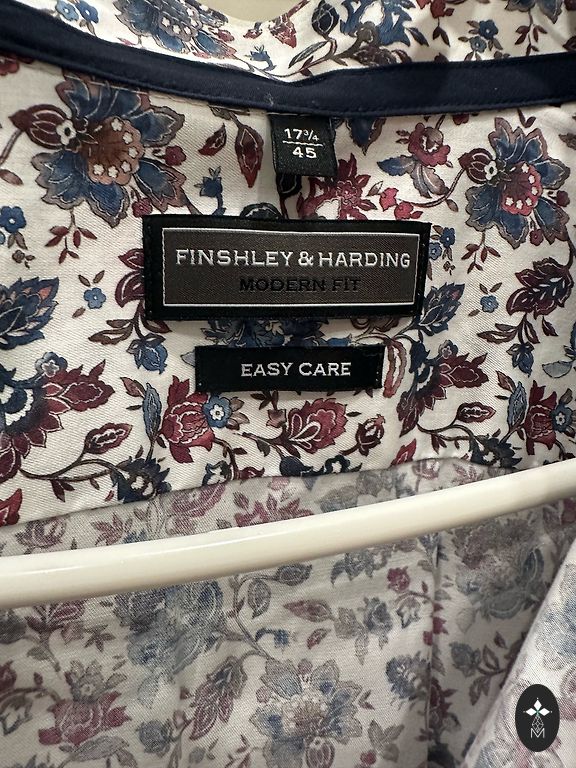 17¾
45
FINSHLEY & HARDING
MODERN FIT
EASY CARE
M